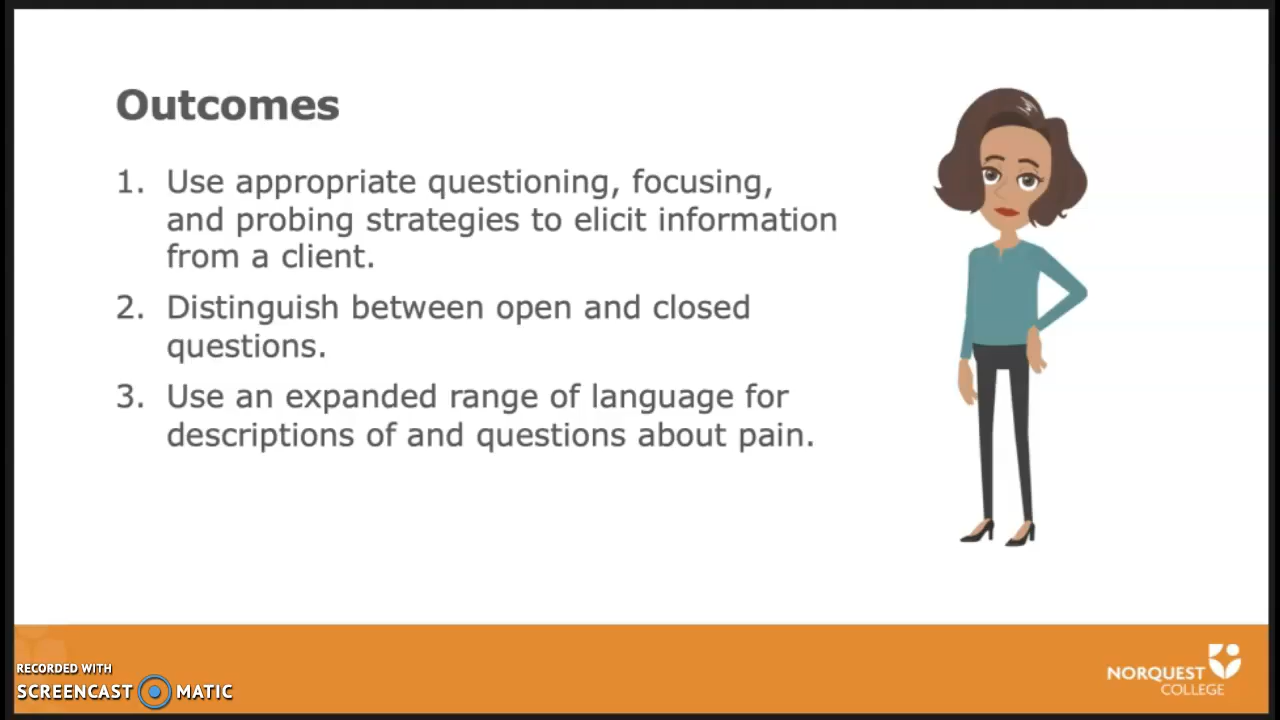 Outcomes
1. Use appropriate questioning, focusing,
and probing strategies to elicit information
from a client.
2. Distinguish between open and closed
questions.
3. Use an expanded range of language for
descriptions of and questions about pain.
RECORDED WITH
SCREENCAST MATIC
NORQUEST
COLLEGE